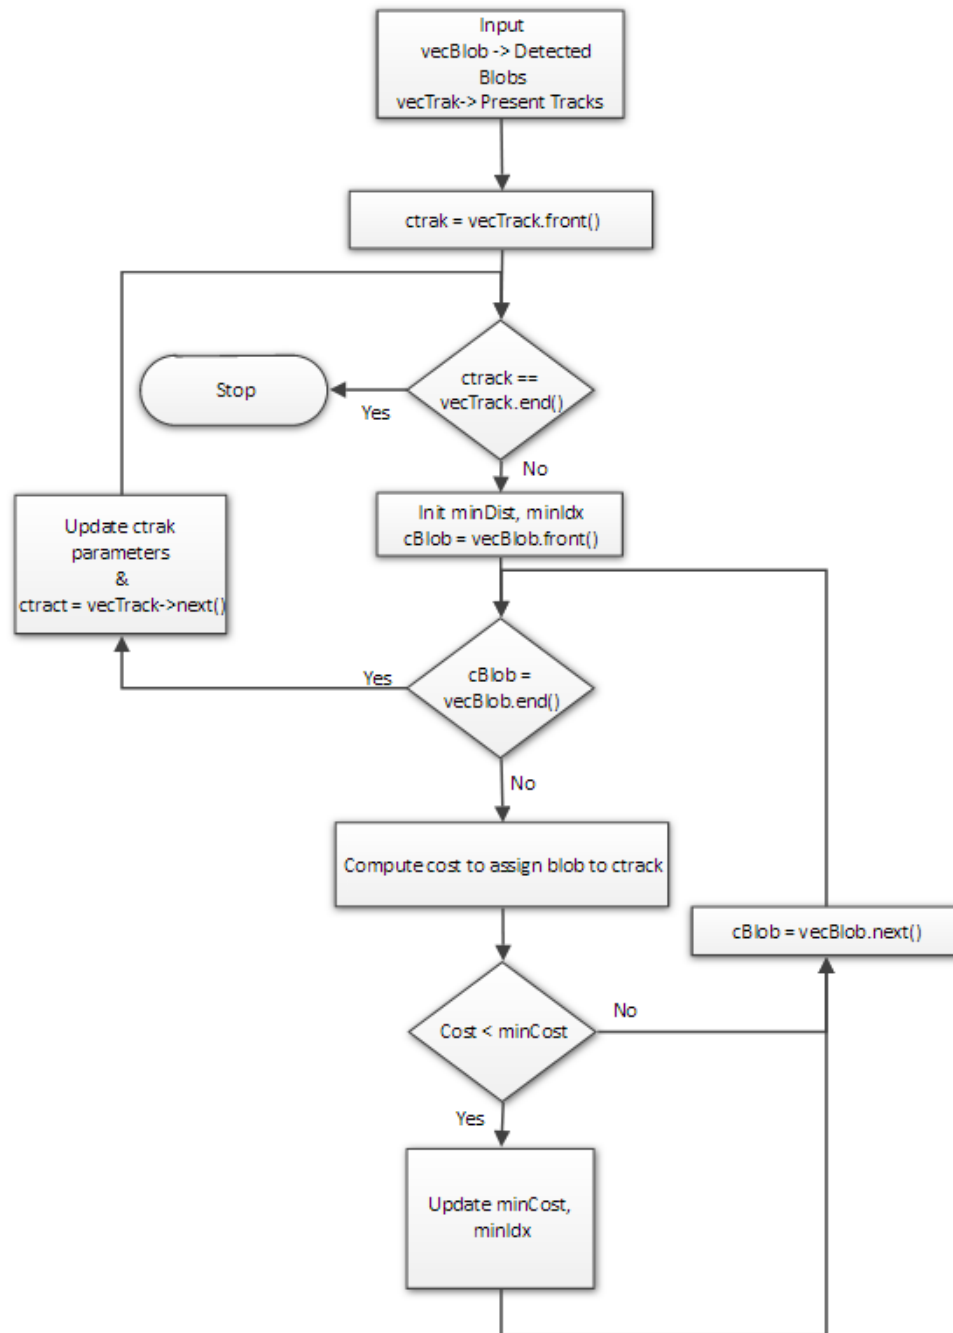 Input
vecBlob -> Detected
Blobs
vecTrak-> Present Tracks
ctrak = vecTrack.front()
ctrack ==
vecTrack.end()
Stop
Yes
No
Init minDist, minIdx
cBlob = vecBlob.front()
Update ctrak
parameters
&
ctract = vecTrack->next()
cBlob =
vecBlob.end()
Yes
No
Compute cost to assign blob to ctrack
cBlob = vecBlob.next()
Cost < minCost
No
Yes
Update minCost,
minIdx